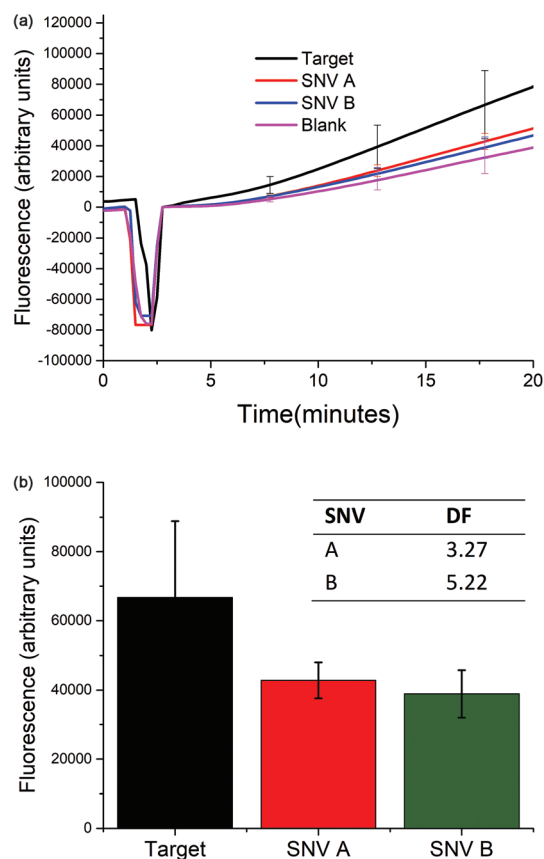 (a)
Fluorescence (arbitrary units)
120000
100000
80000
60000
40000
20000
0
-20000
-40000
-60000
-80000
-100000
Target
SNV A
SNV B
Blank
0 5 10 15 20
Time(minutes)
(b)
Fluorescence (arbitrary units)
100000
80000
60000
40000
20000
0
SNV DF
A 3.27
B 5.22
Target SNV A SNV B